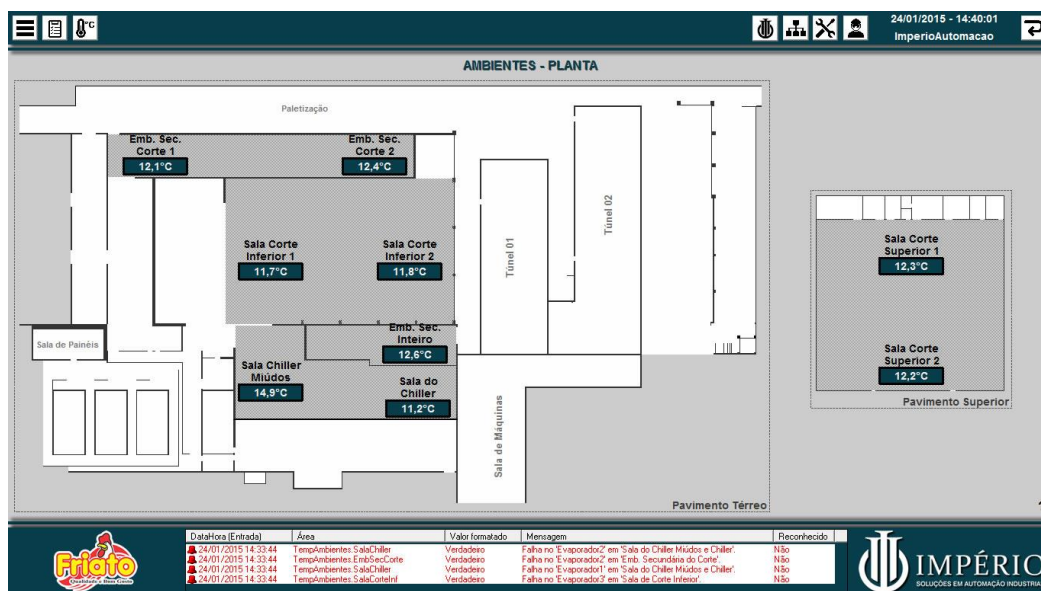 °C
24/01/2015 - 14:40:01
ImperioAutomacao
AMBIENTES - PLANTA
Paletização
Emb. Sec.
Corte 1
12,1°C
Emb. Sec.
Corte 2
12,4°C
Sala Corte
Inferior 1
11,7°C
Sala Corte
Inferior 2
11,8°C
Túnel 01
Túnel 02
Sala Corte
Superior 1
12,3°C
Sala de Painéis
Emb. Sec.
Inteiro
12,6°C
Sala Chiller
Miúdos
14,9°C
Sala do
Chiller
11,2°C
Sala Corte
Superior 2
12,2°C
Pavimento Superior
Sala de Máquinas
Pavimento Térreo
Friato
Qualidade e Bom Gosto
DataHora (Entrada) Área Valor formatado Mensagem Reconhecido
24/01/2015 14:33:44 TempAmbientes.SalaChiller Verdadeiro Falha no 'Evaporador2' em 'Sala do Chiller Miúdos e Chiller'. Não
24/01/2015 14:33:44 TempAmbientes.EmbSecCorte Verdadeiro Falha no 'Evaporador2' em 'Emb. Secundária do Corte'. Não
24/01/2015 14:33:44 TempAmbientes.SalaChiller Verdadeiro Falha no 'Evaporador1' em 'Sala do Chiller Miúdos e Chiller'. Não
24/01/2015 14:33:44 TempAmbientes.SalaCorteInf Verdadeiro Falha no 'Evaporador3' em 'Sala de Corte Inferior'. Não
IMPÉRIO
SOLUÇÕES EM AUTOMAÇÃO INDUSTRIA